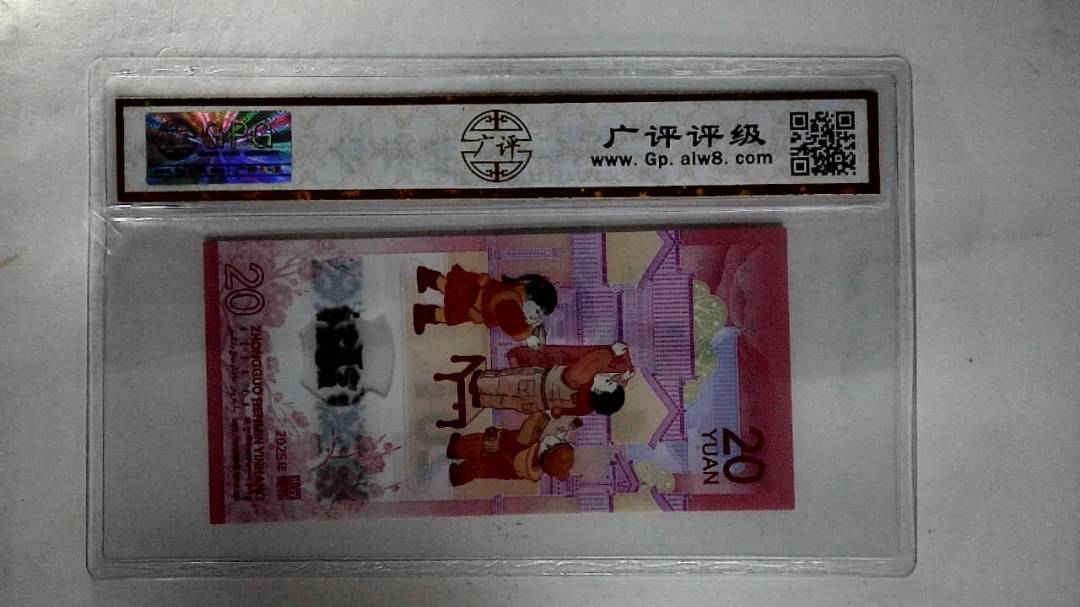 GPG
广评
广评评级
www. Gp. alw8. com
20
ZHONGGUO RENMIN YINHANG
2025年
20
YUAN